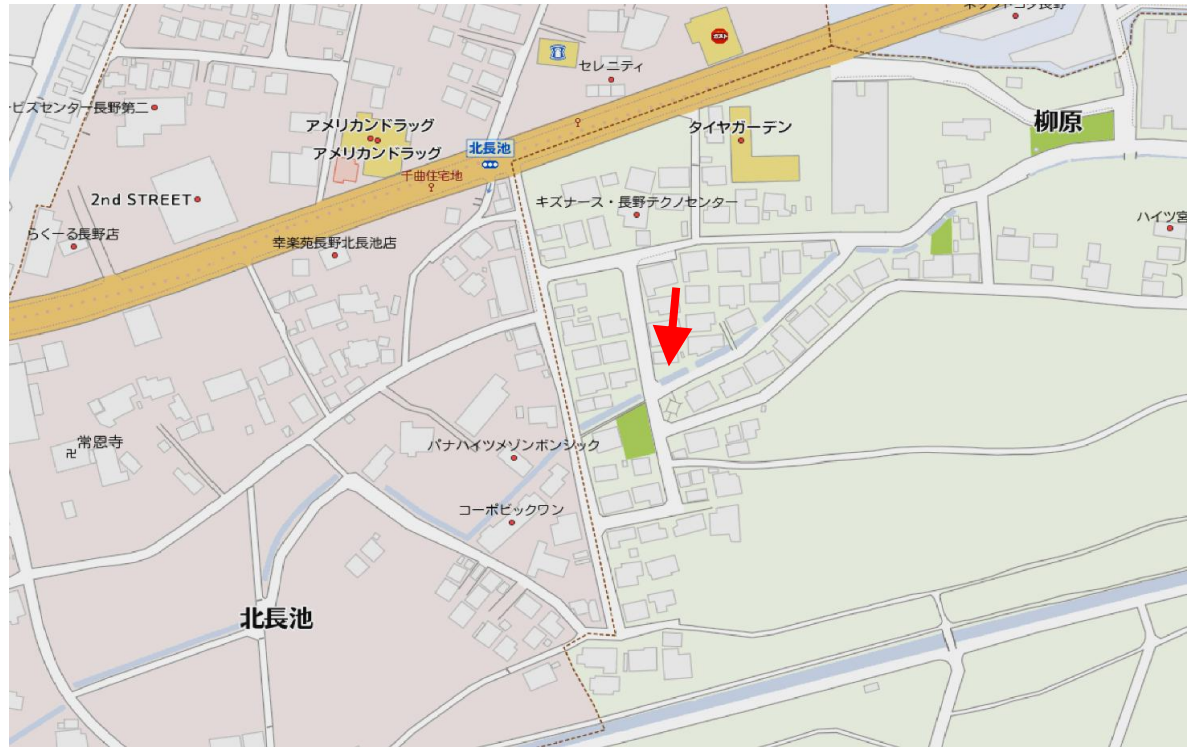 セレニティ
ガスト
ービズセンター長野第二
アメリカンドラッグ
アメリカンドラッグ
北長池
タイヤガーデン
柳原
千曲住宅地
2nd STREET
キズナース・長野テクノセンター
ハイツ宮
らくーる長野店
幸楽苑長野北長池店
常恩寺
パナハイツメゾンボンシック
コーポビックワン
北長池